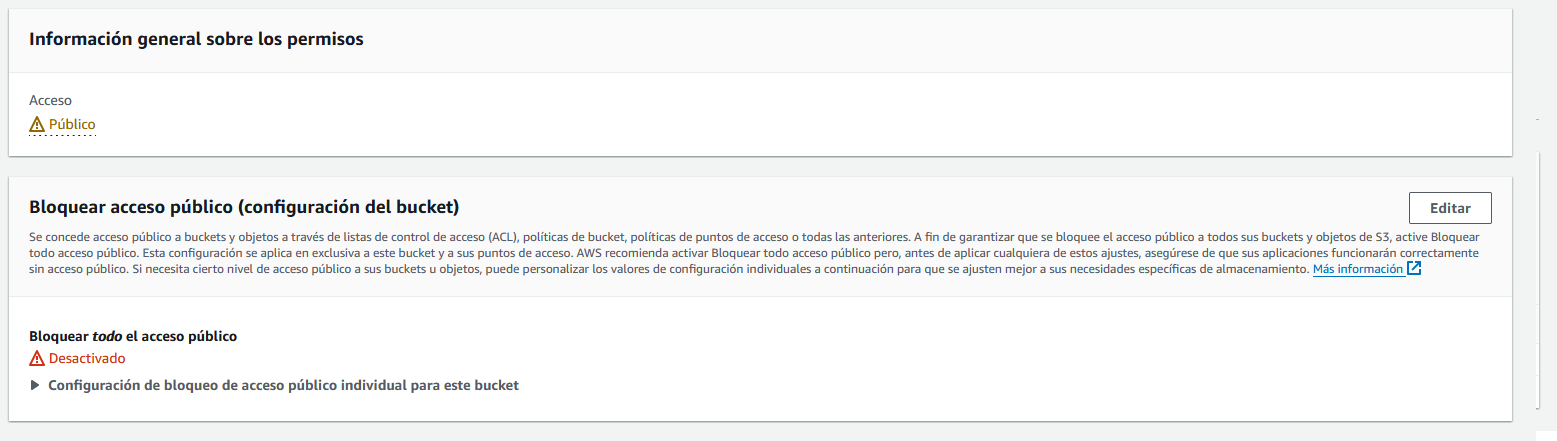 Información general sobre los permisos
Acceso
Público
Bloquear acceso público (configuración del bucket)
Editar
Se concede acceso público a buckets y objetos a través de listas de control de acceso (ACL), políticas de bucket, políticas de puntos de acceso o todas las anteriores. A fin de garantizar que se bloquee el acceso público a todos sus buckets y objetos de S3, active Bloquear
todo acceso público. Esta configuración se aplica en exclusiva a este bucket y a sus puntos de acceso. AWS recomienda activar Bloquear todo acceso público pero, antes de aplicar cualquiera de estos ajustes, asegúrese de que sus aplicaciones funcionarán correctamente
sin acceso público. Si necesita cierto nivel de acceso público a sus buckets u objetos, puede personalizar los valores de configuración individuales a continuación para que se ajusten mejor a sus necesidades específicas de almacenamiento. Más información
Bloquear todo el acceso público
Desactivado
Configuración de bloqueo de acceso público individual para este bucket